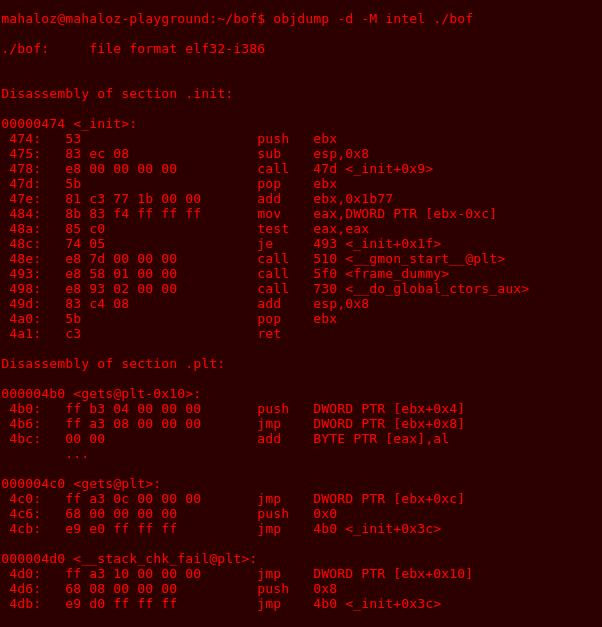 mahaloz@mahaloz-playground:~/bof$ objdump -d -M intel ./bof
./bof:     file format elf32-i386
Disassembly of section .init:
00000474 <_init>:
 474:   53                      push   ebx
 475:   83 ec 08                sub    esp,0x8
 478:   e8 00 00 00 00          call   47d <_init+0x9>
 47d:   5b                      pop    ebx
 47e:   81 c3 77 1b 00 00       add    ebx,0x1b77
 484:   8b 83 f4 ff ff ff       mov    eax,DWORD PTR [ebx-0xc]
 48a:   85 c0                   test   eax,eax
 48c:   74 05                   je     493 <_init+0x1f>
 48e:   e8 7d 00 00 00          call   510 <__gmon_start__@plt>
 493:   e8 58 01 00 00          call   5f0 <frame_dummy>
 498:   e8 93 02 00 00          call   730 <__do_global_ctors_aux>
 49d:   83 c4 08                add    esp,0x8
 4a0:   5b                      pop    ebx
 4a1:   c3                      ret
Disassembly of section .plt:
000004b0 <gets@plt-0x10>:
 4b0:   ff b3 04 00 00 00       push   DWORD PTR [ebx+0x4]
 4b6:   ff a3 08 00 00 00       jmp    DWORD PTR [ebx+0x8]
 4bc:   00 00                   add    BYTE PTR [eax],al
        ...
000004c0 <gets@plt>:
 4c0:   ff a3 0c 00 00 00       jmp    DWORD PTR [ebx+0xc]
 4c6:   68 00 00 00 00          push   0x0
 4cb:   e9 e0 ff ff ff          jmp    4b0 <_init+0x3c>
000004d0 <__stack_chk_fail@plt>:
 4d0:   ff a3 10 00 00 00       jmp    DWORD PTR [ebx+0x10]
 4d6:   68 08 00 00 00          push   0x8
 4db:   e9 d0 ff ff ff          jmp    4b0 <_init+0x3c>